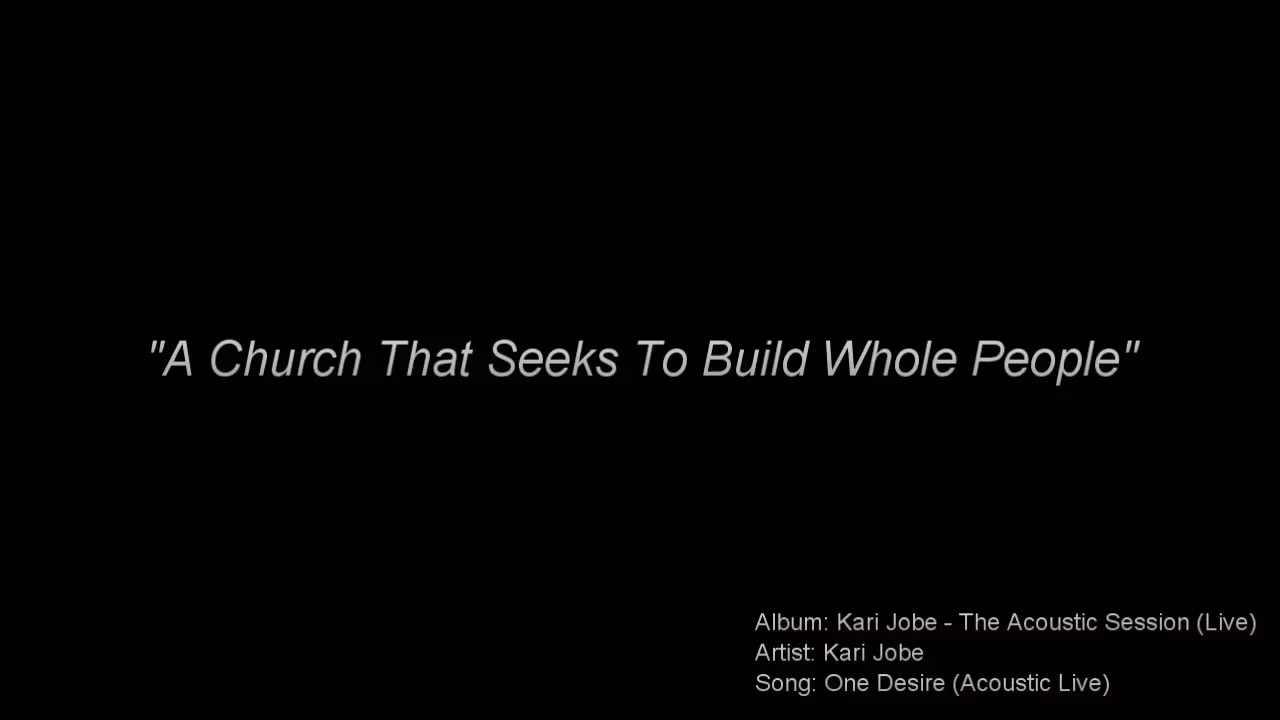 "A Church That Seeks To Build Whole People"
Album: Kari Jobe - The Acoustic Session (Live)
Artist: Kari Jobe
Song: One Desire (Acoustic Live)